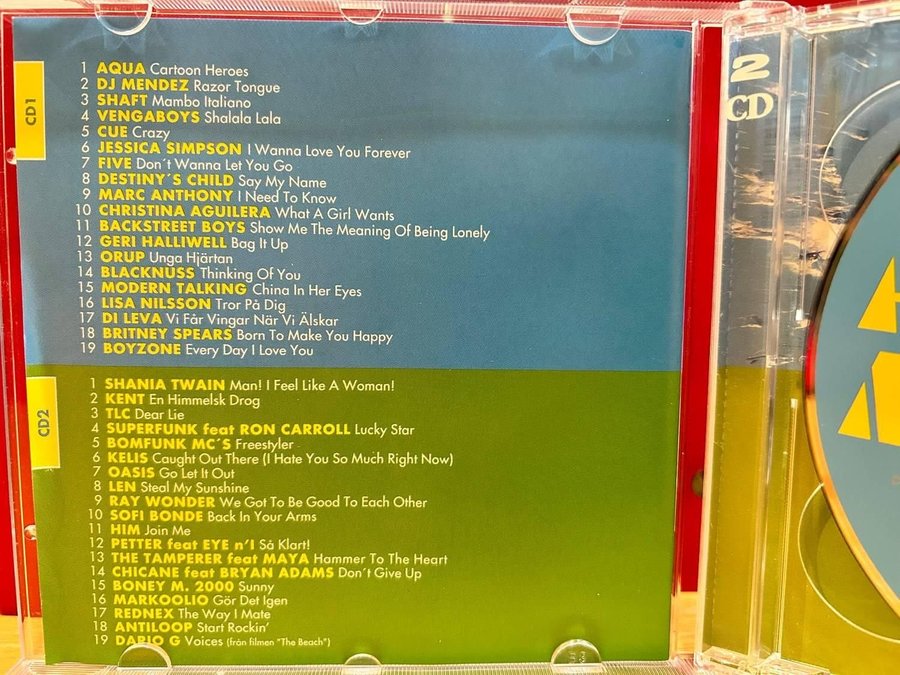 CD1
1 AQUA Cartoon Heroes
2 DJ MENDEZ Razor Tongue
3 SHAFT Mambo Italiano
4 VENGABOYS Shalala Lala
5 CUE Crazy
6 JESSICA SIMPSON I Wanna Love You Forever
7 FIVE Don´t Wanna Let You Go
8 DESTINY´S CHILD Say My Name
9 MARC ANTHONY I Need To Know
10 CHRISTINA AGUILERA What A Girl Wants
11 BACKSTREET BOYS Show Me The Meaning Of Being Lonely
12 GERI HALLIWELL Bag It Up
13 ORUP Unga Hjärtan
14 BLACKNUSS Thinking Of You
15 MODERN TALKING China In Her Eyes
16 LISA NILSSON Tror På Dig
17 DI LEVA Vi Får Vingar När Vi Älskar
18 BRITNEY SPEARS Born To Make You Happy
19 BOYZONE Every Day I Love You
CD2
1 SHANIA TWAIN Man! I Feel Like A Woman!
2 KENT En Himmelsk Drog
3 TLC Dear Lie
4 SUPERFUNK feat RON CARROLL Lucky Star
5 BOMFUNK MC´S Freestyler
6 KELIS Caught Out There (I Hate You So Much Right Now)
7 OASIS Go Let It Out
8 LEN Steal My Sunshine
9 RAY WONDER We Got To Be Good To Each Other
10 SOFI BONDE Back In Your Arms
11 HIM Join Me
12 PETTER feat EYE n´I Så Klart!
13 THE TAMPERER feat MAYA Hammer To The Heart
14 CHICANE feat BRYAN ADAMS Don´t Give Up
15 BONEY M. 2000 Sunny
16 MARKOOLIO Gör Det Igen
17 REDNEX The Way I Mate
18 ANTILOOP Start Rockin´
19 DARIO G Voices (från filmen "The Beach")
2
CD